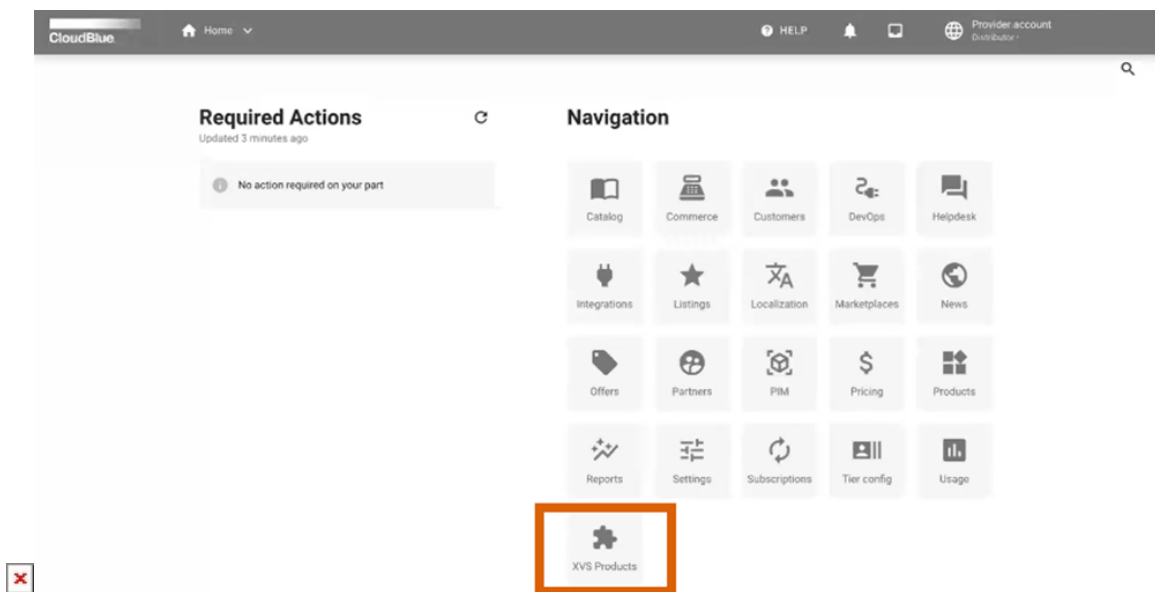 CloudBlue
Home
HELP
Provider account
Distributor
Required Actions
Updated 3 minutes ago
No action required on your part
Navigation
Catalog
Commerce
Customers
DevOps
Helpdesk
Integrations
Listings
Localization
Marketplaces
News
Offers
Partners
PIM
Pricing
Products
Reports
Settings
Subscriptions
Tier config
Usage
XVS Products